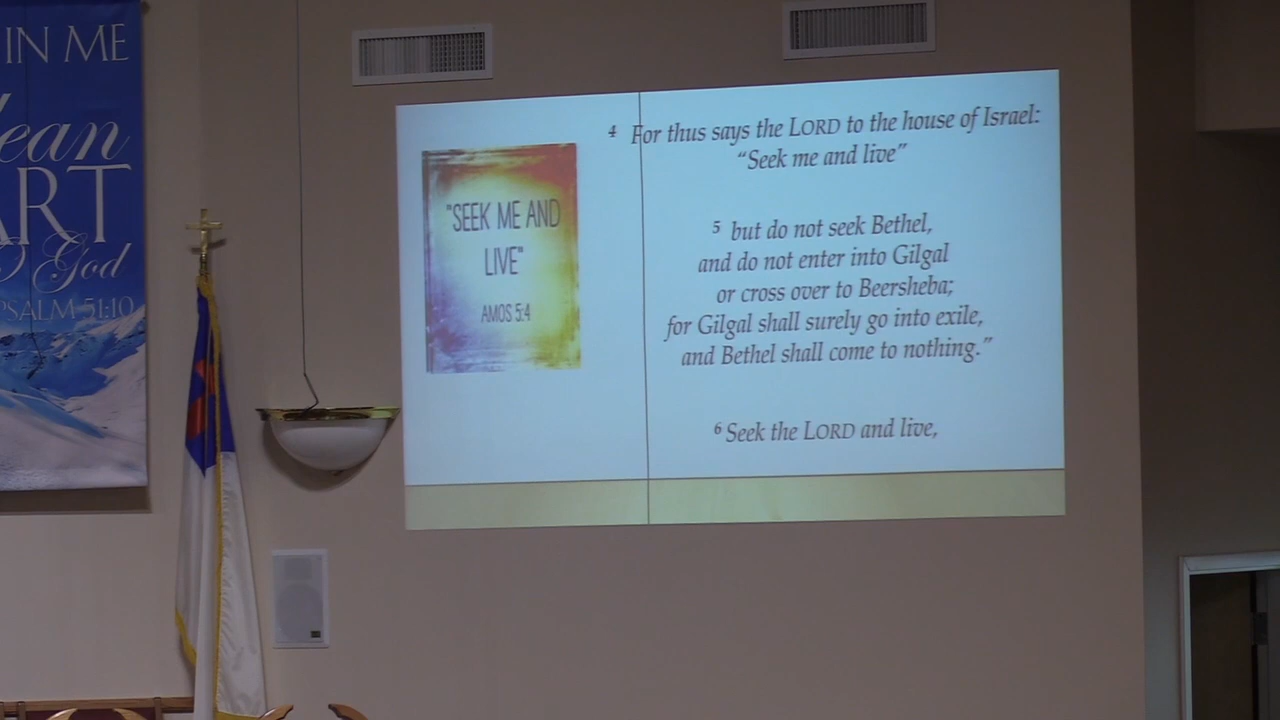 IN ME
ean
ART
God
PSALM 51:10
"SEEK ME AND
LIVE"
AMOS 5:4
4 For thus says the LORD to the house of Israel:
“Seek me and live”
5 but do not seek Bethel,
and do not enter into Gilgal
or cross over to Beersheba;
for Gilgal shall surely go into exile,
and Bethel shall come to nothing.”
6 Seek the LORD and live,